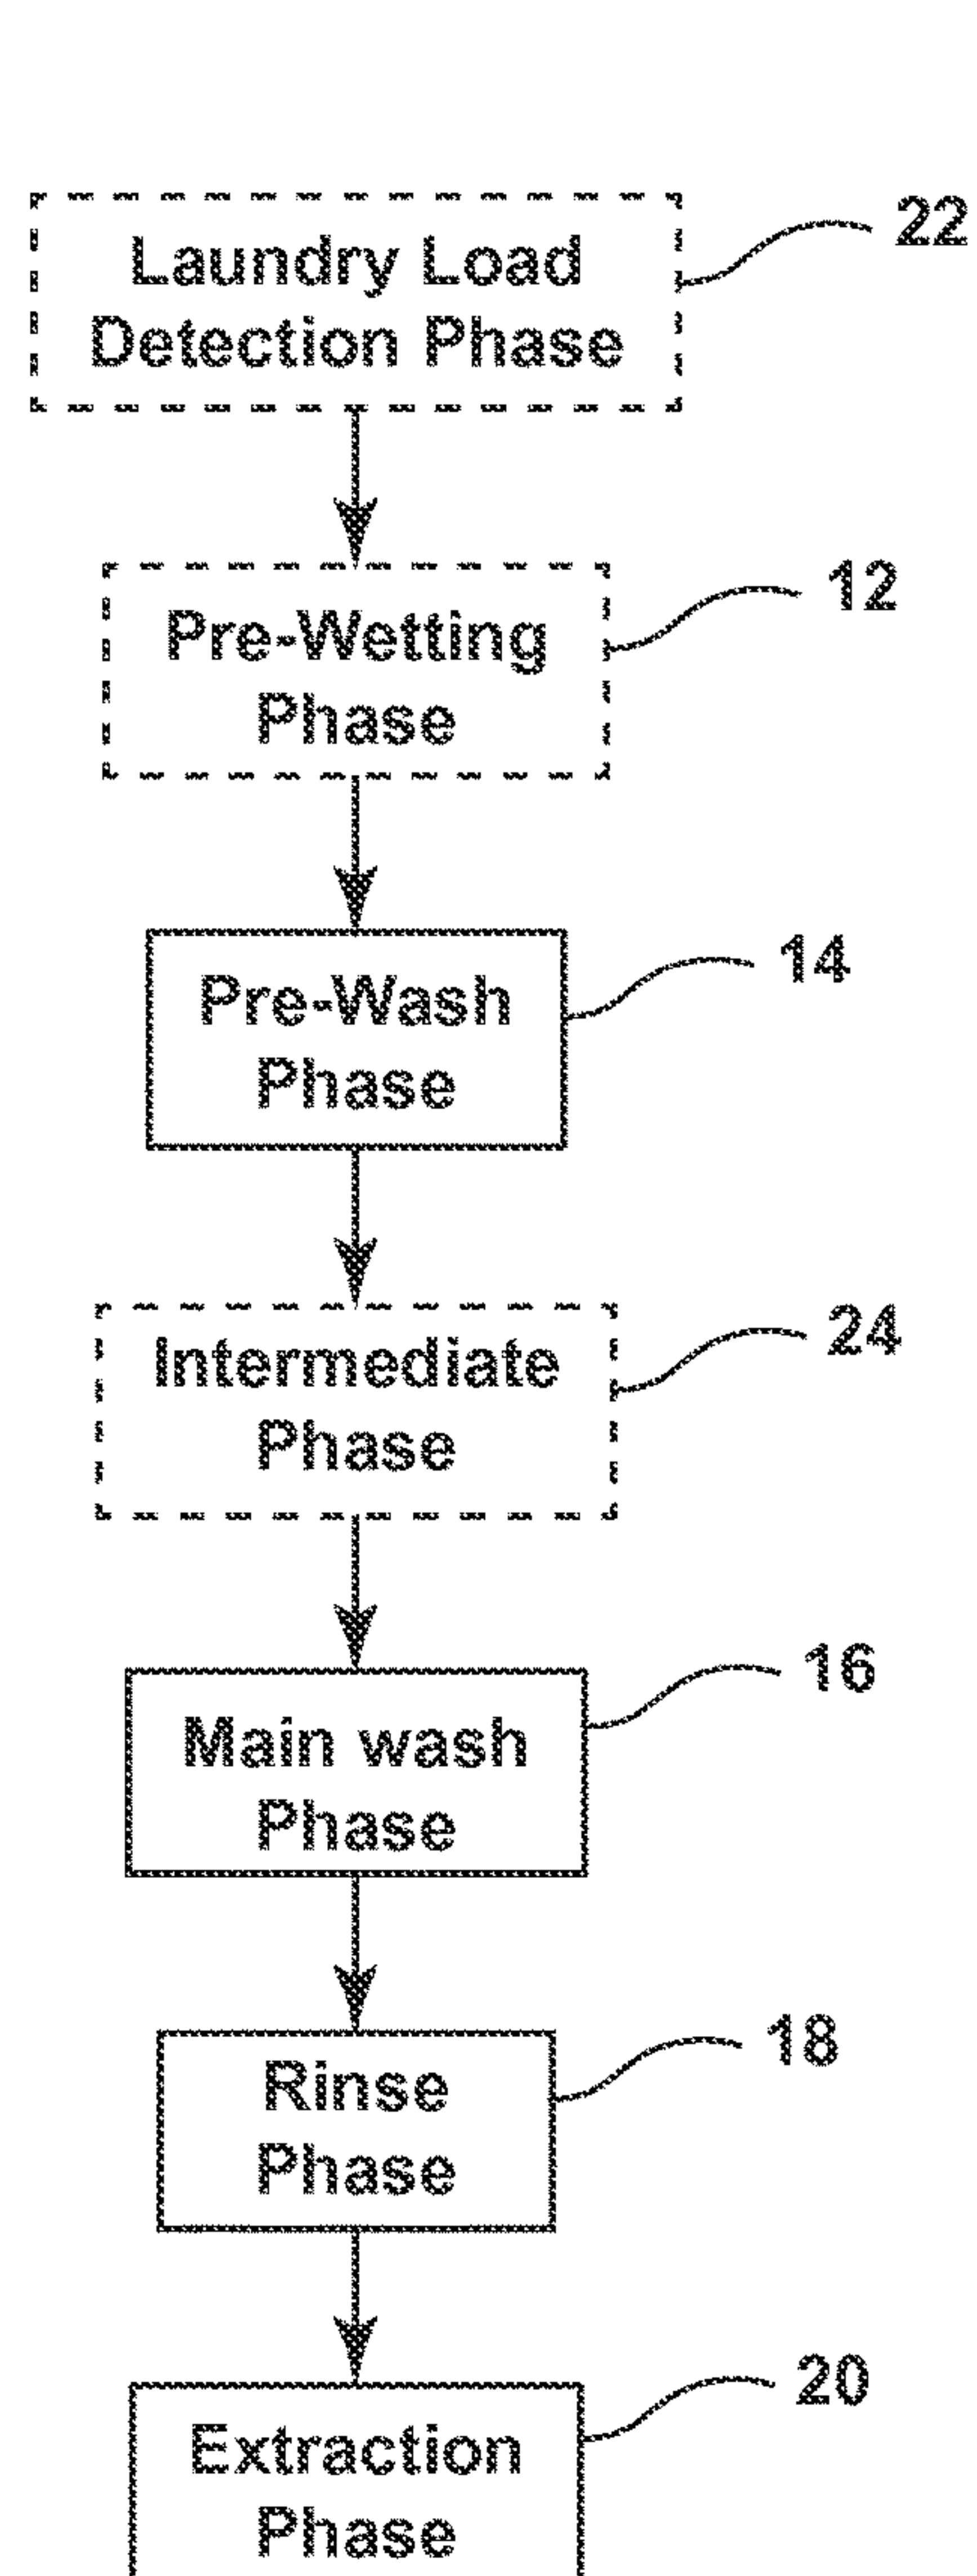 Laundry Load
Detection Phase
22
Pre-Wetting
Phase
12
Pre-Wash
Phase
14
Intermediate
Phase
24
Main wash
Phase
16
Rinse
Phase
18
Extraction
Phase
20